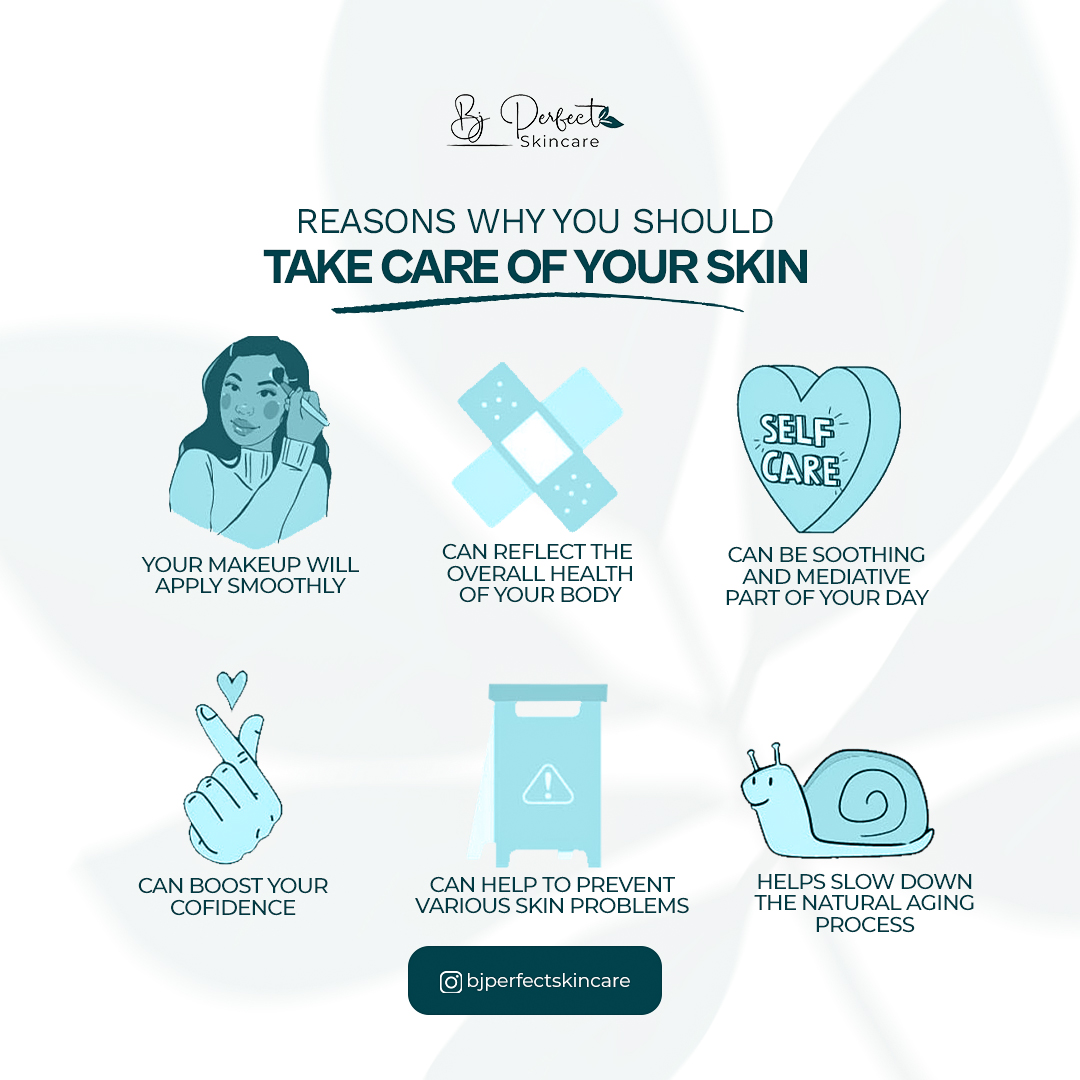 Bj Perfect
Skincare
REASONS WHY YOU SHOULD
TAKE CARE OF YOUR SKIN
SELF
CARE
YOUR MAKEUP WILL
APPLY SMOOTHLY
CAN REFLECT THE
OVERALL HEALTH
OF YOUR BODY
CAN BE SOOTHING
AND MEDIATIVE
PART OF YOUR DAY
CAN BOOST YOUR
COFIDENCE
CAN HELP TO PREVENT
VARIOUS SKIN PROBLEMS
HELPS SLOW DOWN
THE NATURAL AGING
PROCESS
bjperfectskincare